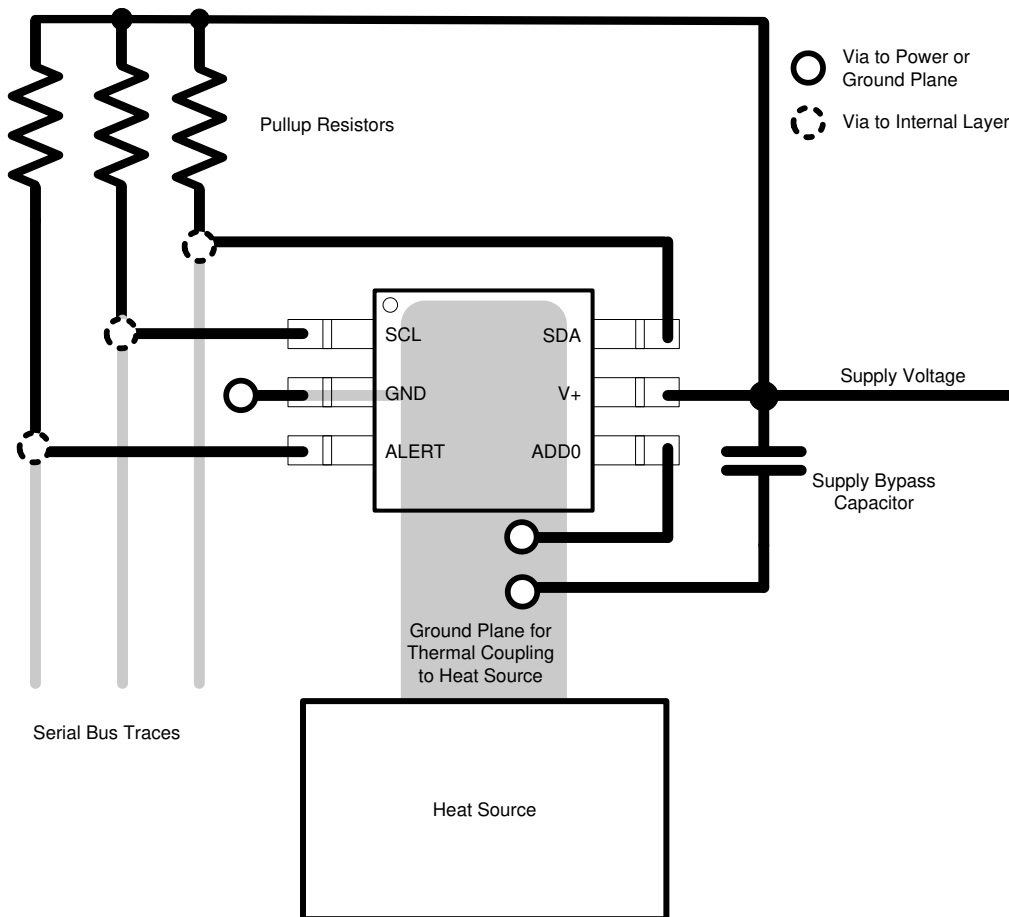 Via to Power or
Ground Plane
Via to Internal Layer
Pullup Resistors
SCL
SDA
GND
V+
ALERT
ADD0
Supply Voltage
Supply Bypass
Capacitor
Ground Plane for
Thermal Coupling
to Heat Source
Serial Bus Traces
Heat Source